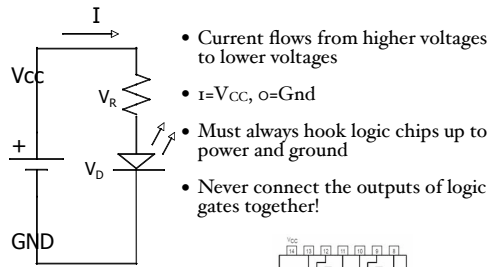 I
Vcc
V_R
+
V_D
GND
• Current flows from higher voltages
to lower voltages
• 1=VCC, 0=Gnd
• Must always hook logic chips up to
power and ground
• Never connect the outputs of logic
gates together!
VCC
14 13 12 11 10 9 8